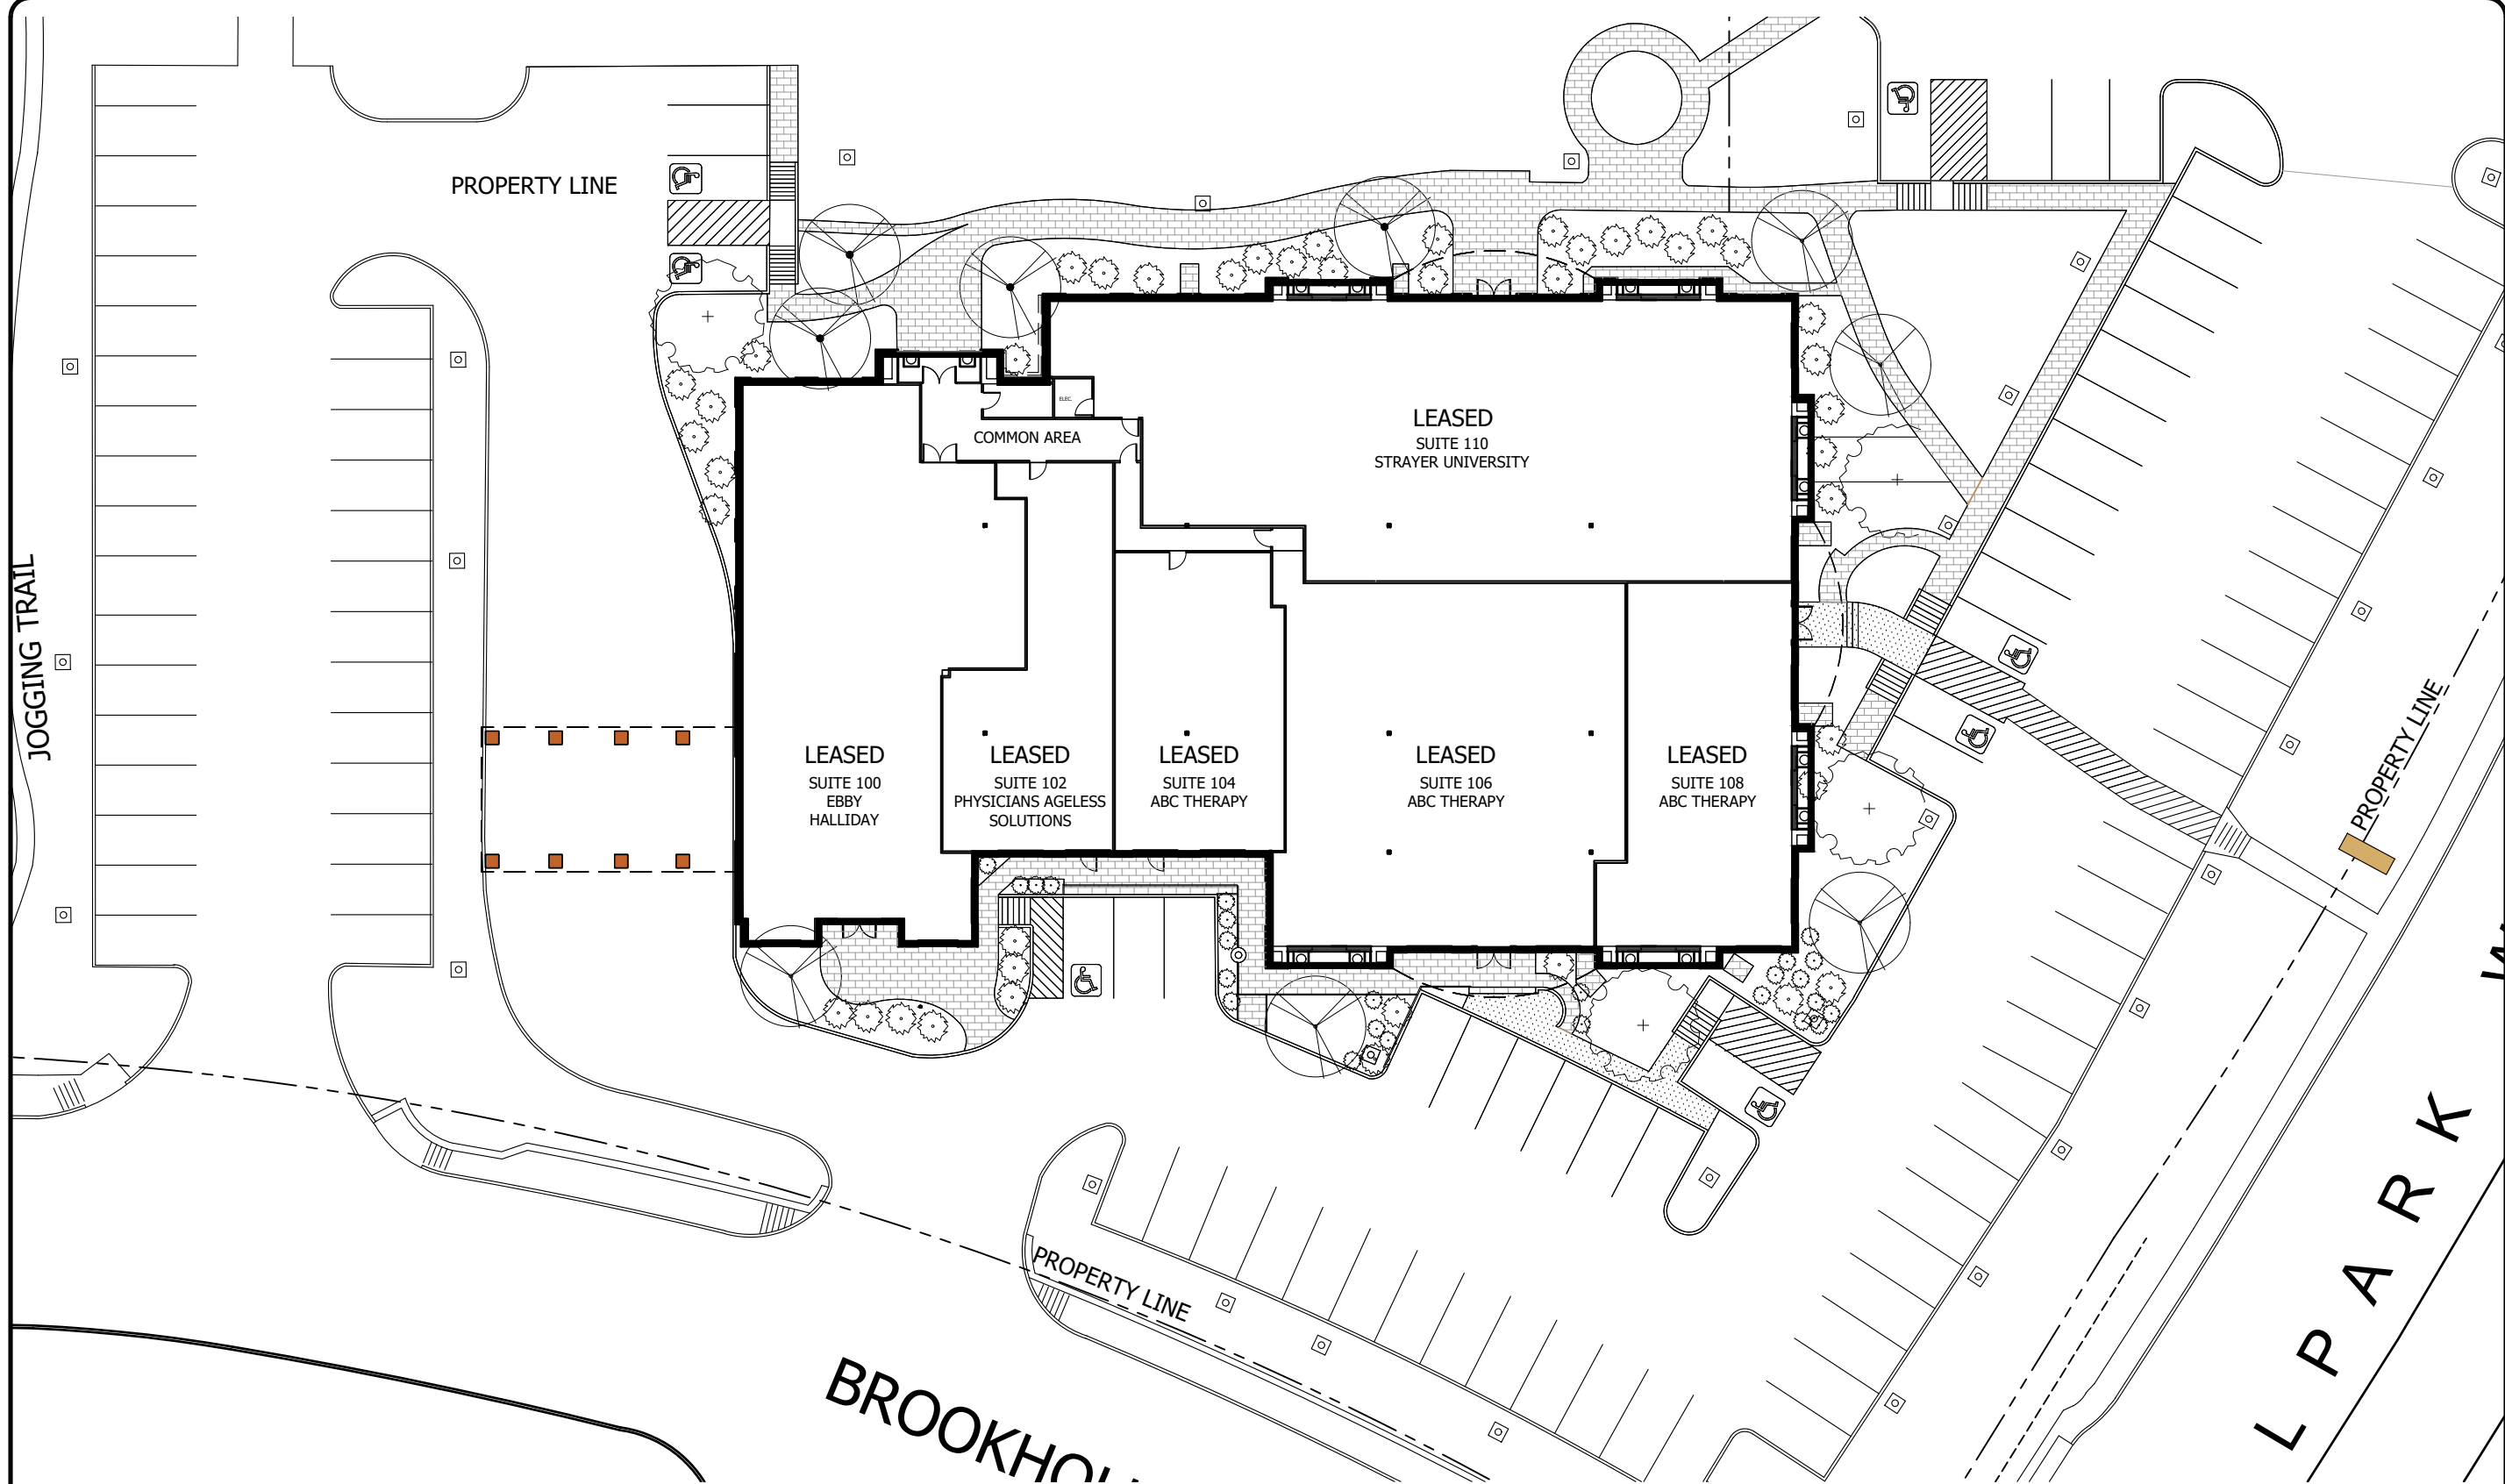 PROPERTY LINE
JOGGING TRAIL
ELEC.
COMMON AREA
LEASED
SUITE 110
STRAYER UNIVERSITY
LEASED
SUITE 100
EBBY
HALLIDAY
LEASED
SUITE 102
PHYSICIANS AGELESS
SOLUTIONS
LEASED
SUITE 104
ABC THERAPY
LEASED
SUITE 106
ABC THERAPY
LEASED
SUITE 108
ABC THERAPY
PROPERTY LINE
PROPERTY LINE
LPARK